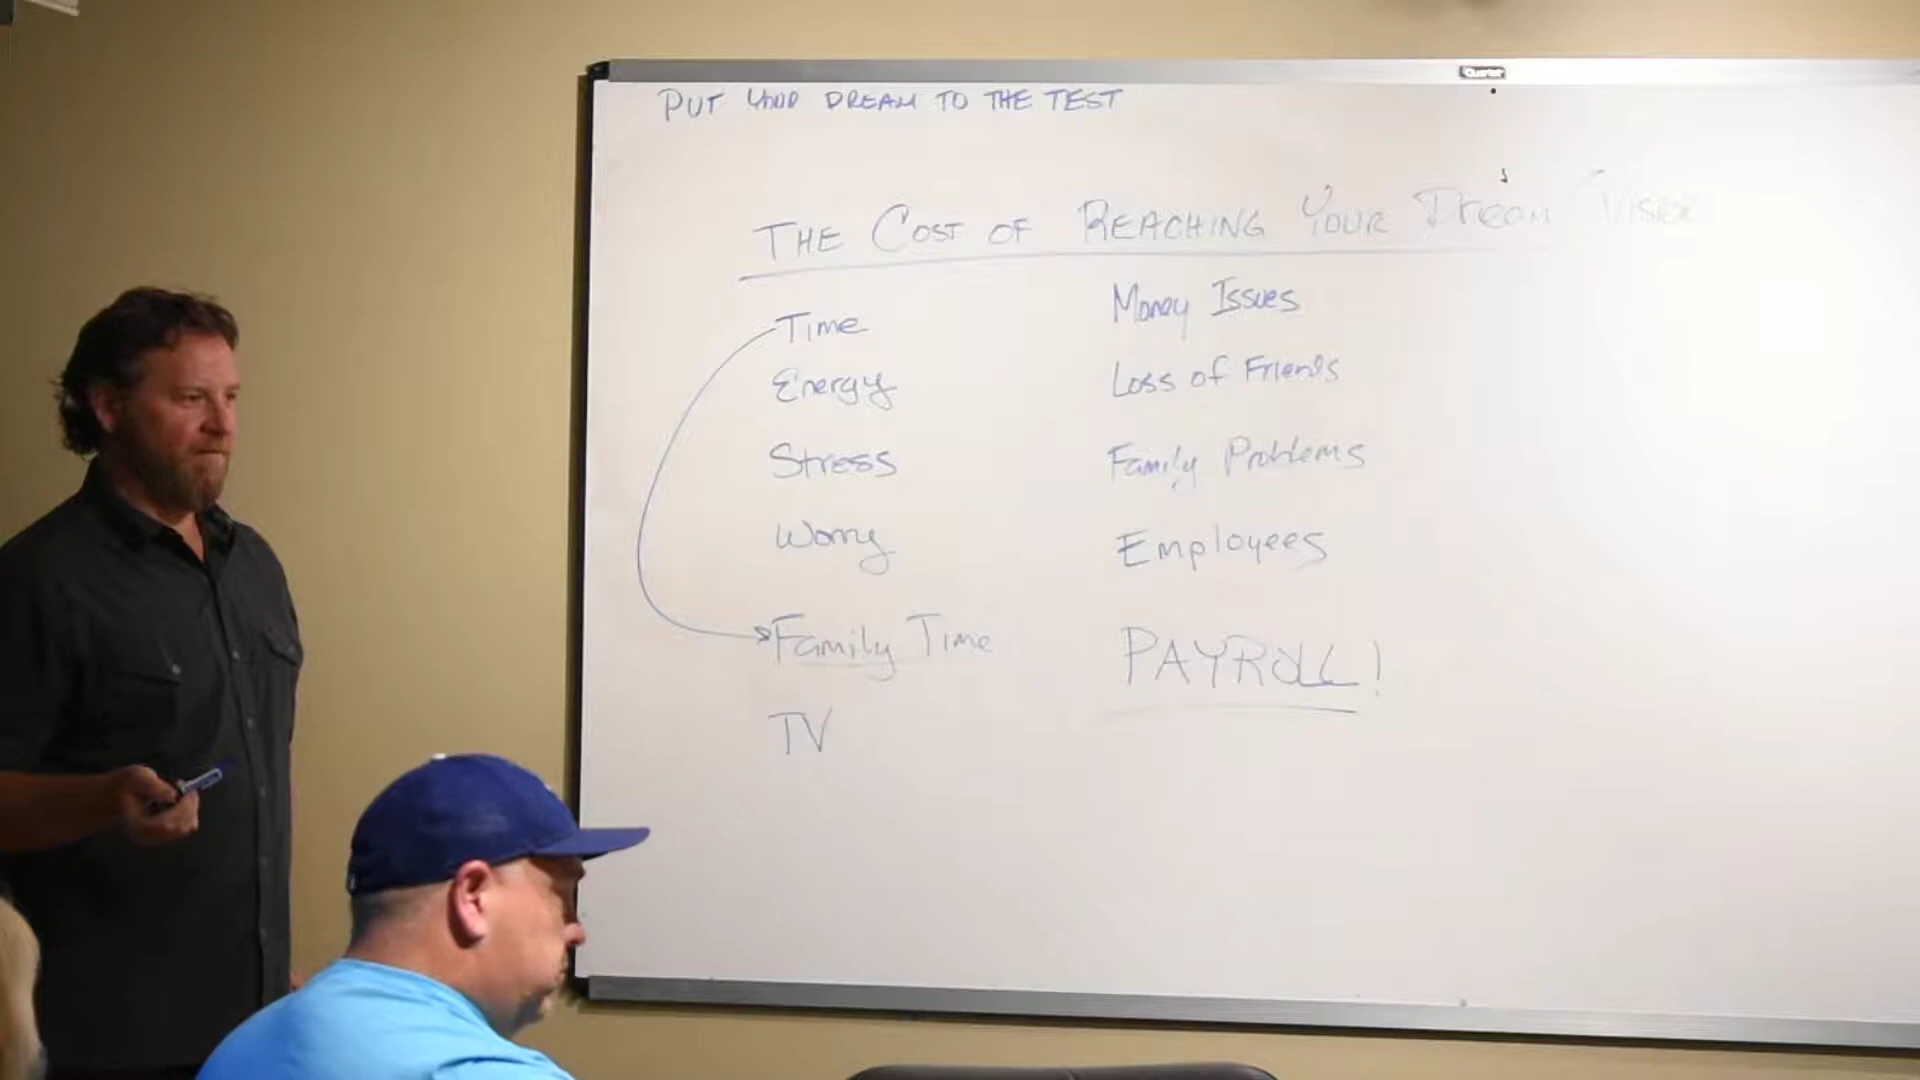 PUT YOUR DREAM TO THE TEST
THE COST OF REACHING YOUR Dream Vision
Time
Energy
Stress
Worry
Family Time
TV
Money Issues
Loss of Friends
Family Problems
Employees
PAYROLL!
Quartet